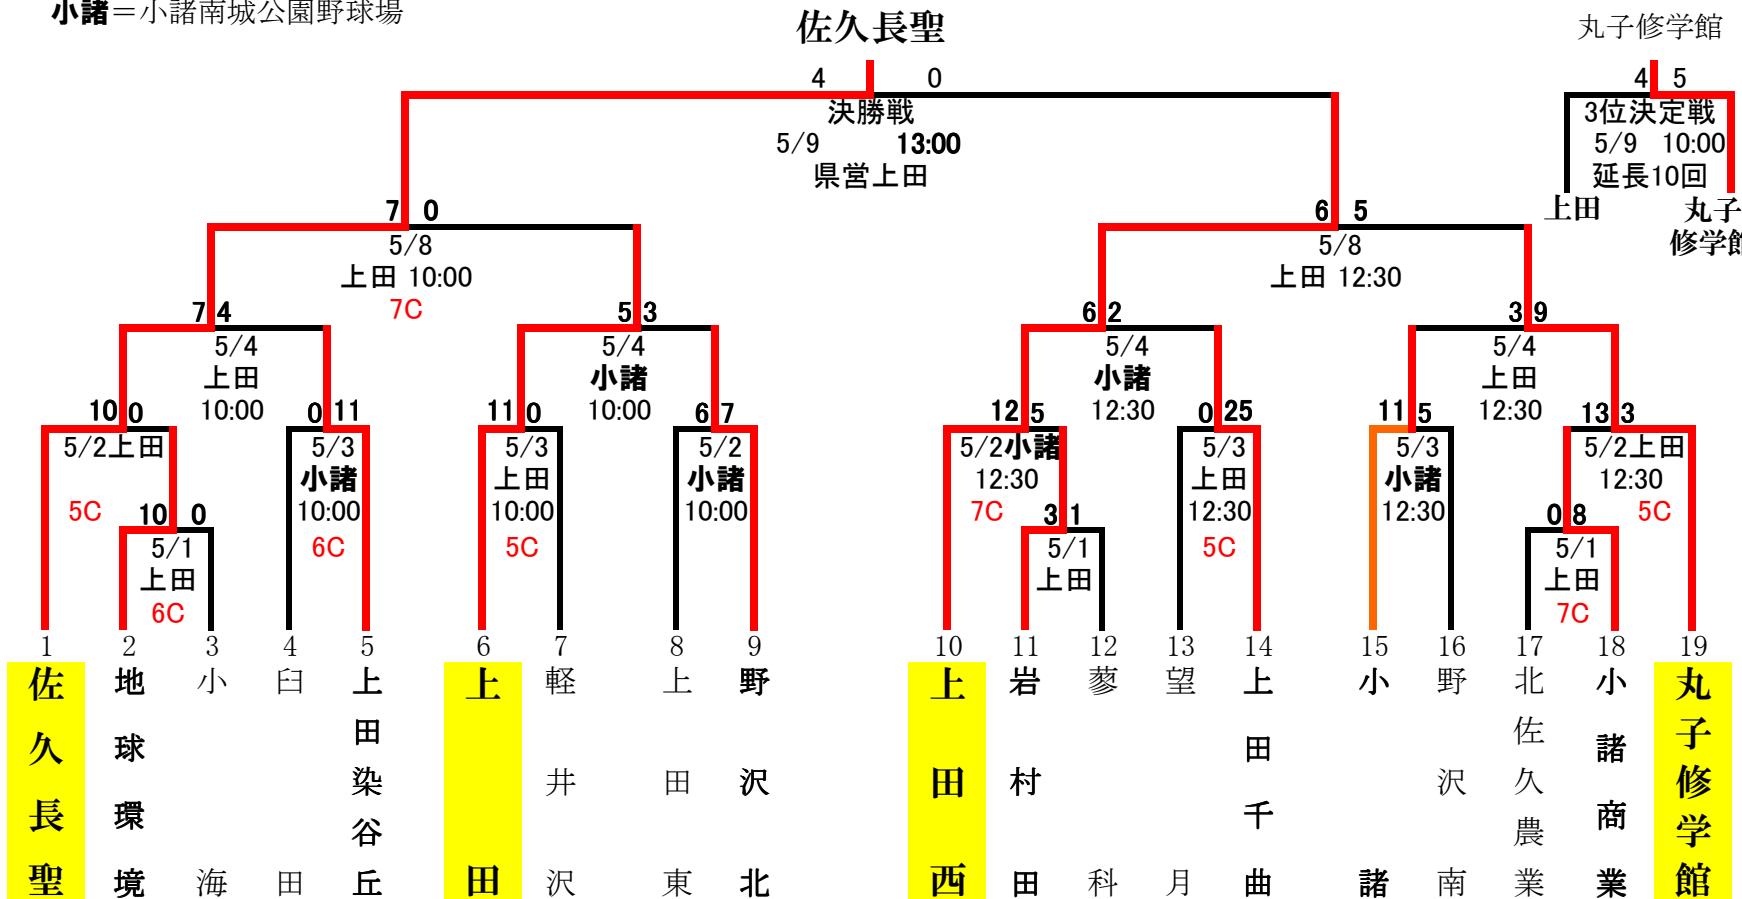 小諸＝小諸南城公園野球場
佐久長聖
丸子修学館
4 0
決勝戦
5/9 13:00
県営上田
4 5
3位決定戦
5/9 10:00
延長10回
上田
丸子
修学館
7 0
5/8
上田 10:00
7C
6 5
5/8
上田 12:30
7 4
5/4
上田
10:00
5 3
5/4
小諸
10:00
6 2
5/4
小諸
12:30
3 9
5/4
上田
12:30
10 0
5/2上田
5C
0 11
5/3
小諸
10:00
6C
11 0
5/3
上田
10:00
5C
6 7
5/2
小諸
10:00
12 5
5/2小諸
12:30
7C
0 25
5/3
上田
12:30
5C
11 5
5/3
小諸
12:30
13 3
5/2上田
12:30
5C
10 0
5/1
上田
6C
3 1
5/1
上田
0 8
5/1
上田
7C
1 2 3 4 5 6 7 8 9 10 11 12 13 14 15 16 17 18 19
佐久長聖
地球環境
小海
臼田
上田染谷丘
上田
軽井沢
上田東
野沢北
上田西
岩村田
蓼科
望月
上田千曲
小諸
野沢南
北佐久農業
小諸商業
丸子修学館